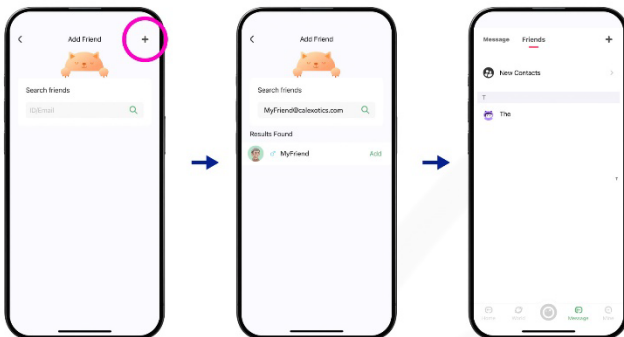 Add Friend +
Search friends
ID/Email
Add Friend
Search friends
MyFriend@calexotics.com
Results Found
MyFriend Add
Message Friends +
New Contacts
T
The
T
Message